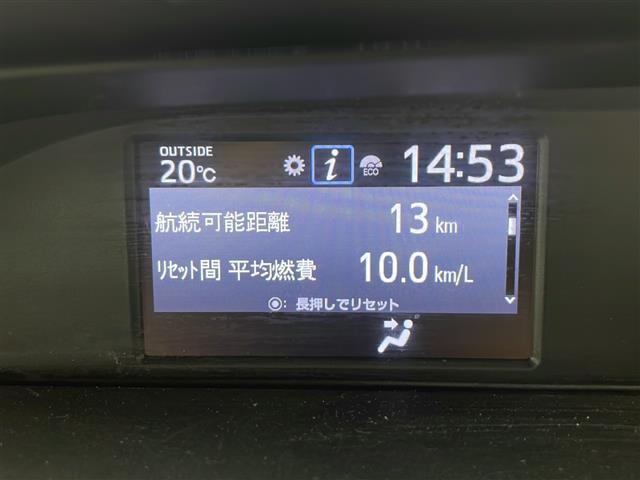 OUTSIDE
20℃ i ECO 14:53
航続可能距離 13 km
リセット間 平均燃費 10.0 km/L
◉: 長押しでリセット